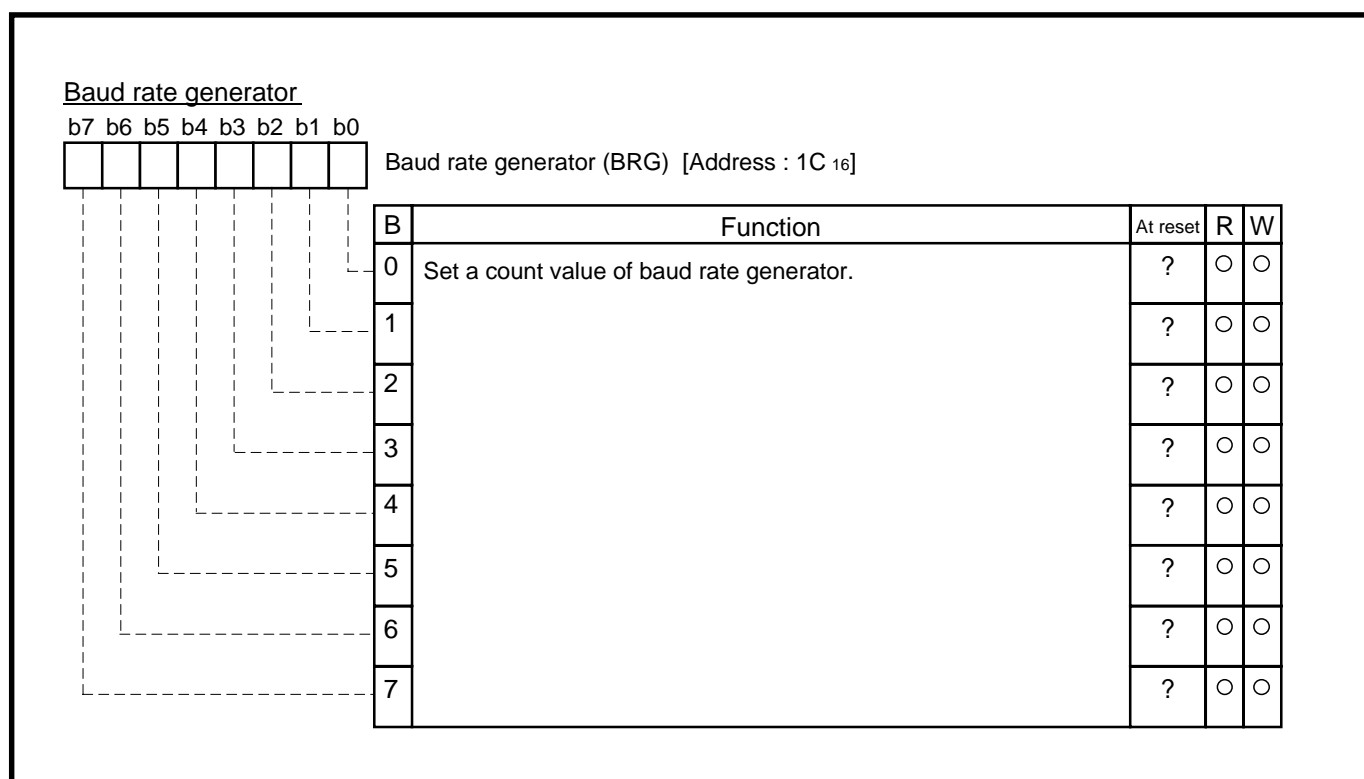 Baud rate generator
b7 b6 b5 b4 b3 b2 b1 b0
Baud rate generator (BRG) [Address : 1C 16]
B Function At reset R W
0 Set a count value of baud rate generator. ? ○ ○
1 ? ○ ○
2 ? ○ ○
3 ? ○ ○
4 ? ○ ○
5 ? ○ ○
6 ? ○ ○
7 ? ○ ○